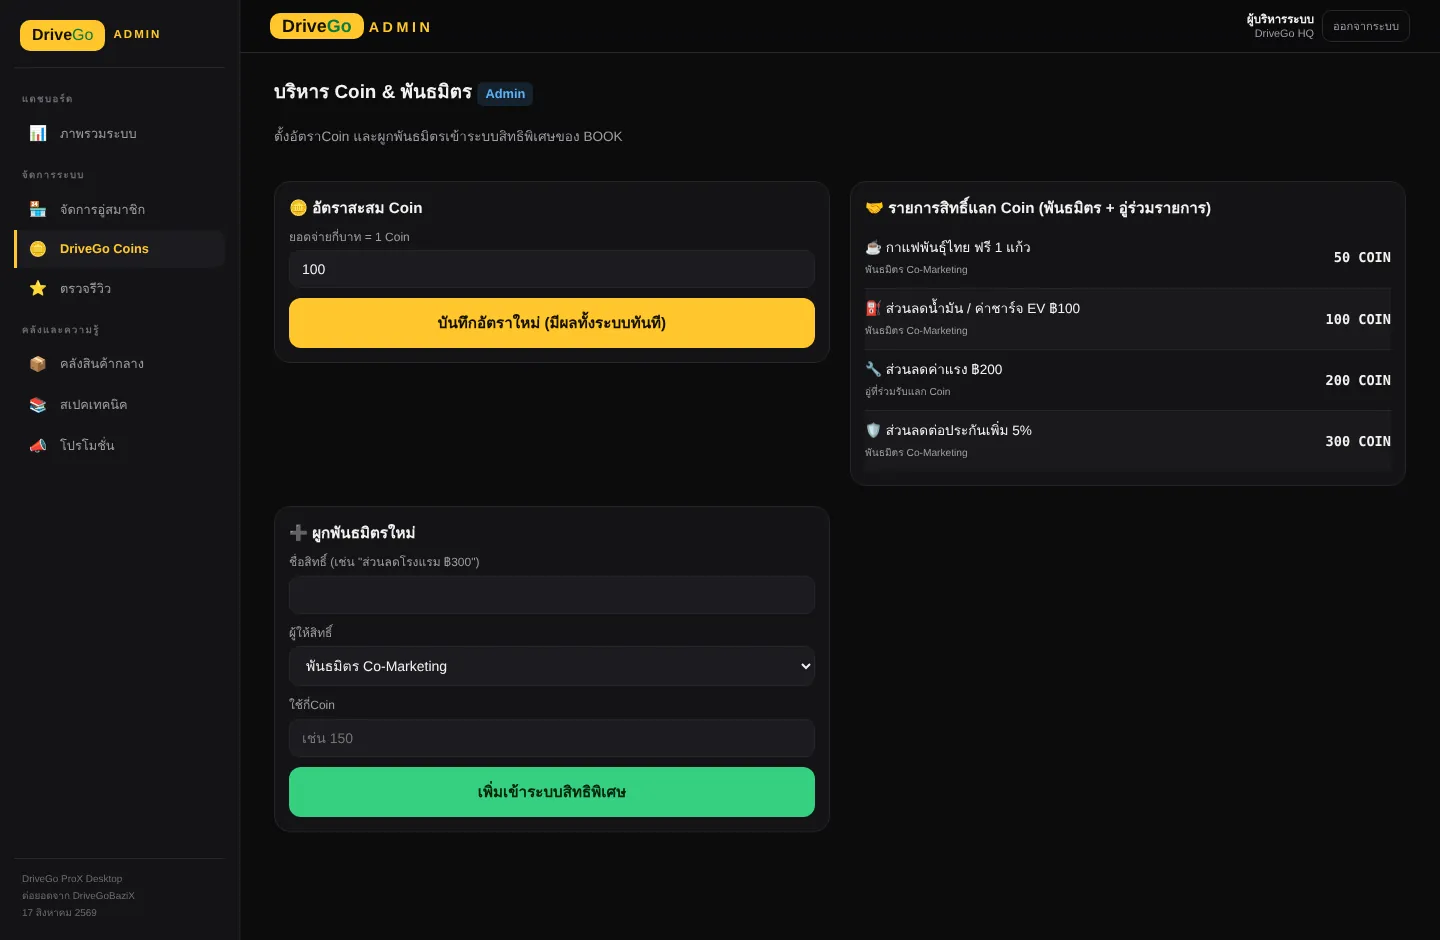 DriveGo ADMIN
แดชบอร์ด
📊 ภาพรวมระบบ
จัดการระบบ
🏪 จัดการอู่สมาชิก
🪙 DriveGo Coins
⭐ ตรวจรีวิว
คลังและความรู้
📦 คลังสินค้ากลาง
📚 สเปคเทคนิค
📣 โปรโมชั่น
DriveGo ProX Desktop
ต่อยอดจาก DriveGoBaziX
17 สิงหาคม 2569
DriveGo ADMIN
ผู้บริหารระบบ
DriveGo HQ
ออกจากระบบ
บริหาร Coin & พันธมิตร Admin
ตั้งอัตราCoin และผูกพันธมิตรเข้าระบบสิทธิพิเศษของ BOOK
🪙 อัตราสะสม Coin
ยอดจ่ายกี่บาท = 1 Coin
100
บันทึกอัตราใหม่ (มีผลทั้งระบบทันที)
🤝 รายการสิทธิ์แลก Coin (พันธมิตร + อู่ร่วมรายการ)
☕ กาแฟพันธุ์ไทย ฟรี 1 แก้ว
พันธมิตร Co-Marketing
50 COIN
⛽ ส่วนลดน้ำมัน / ค่าชาร์จ EV ฿100
พันธมิตร Co-Marketing
100 COIN
🔧 ส่วนลดค่าแรง ฿200
อู่ที่ร่วมรับแลก Coin
200 COIN
🛡️ ส่วนลดต่อประกันเพิ่ม 5%
พันธมิตร Co-Marketing
300 COIN
➕ ผูกพันธมิตรใหม่
ชื่อสิทธิ์ (เช่น "ส่วนลดโรงแรม ฿300")
ผู้ให้สิทธิ์
พันธมิตร Co-Marketing
ใช้กี่Coin
เช่น 150
เพิ่มเข้าระบบสิทธิพิเศษ